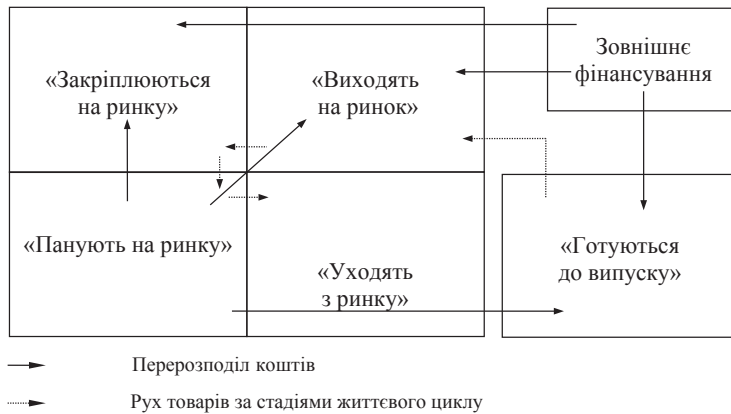 «Закріплюються
на ринку»
«Виходять
на ринок»
Зовнішнє
фінансування
«Панують на ринку»
«Уходять
з ринку»
«Готуються
до випуску»
Перерозподіл коштів
Рух товарів за стадіями життєвого циклу